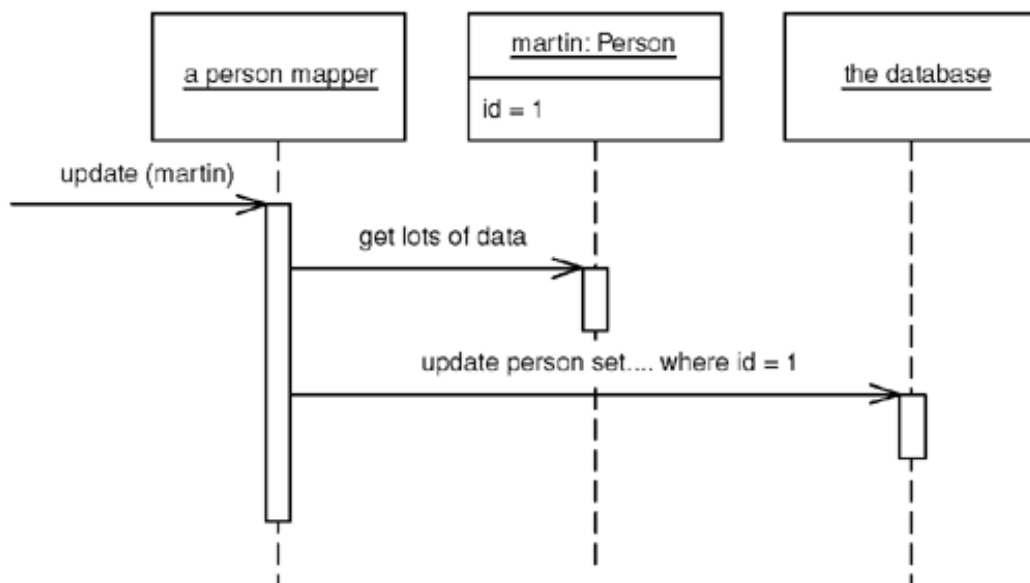 a person mapper
martin: Person
id = 1
the database
update (martin)
get lots of data
update person set.... where id = 1